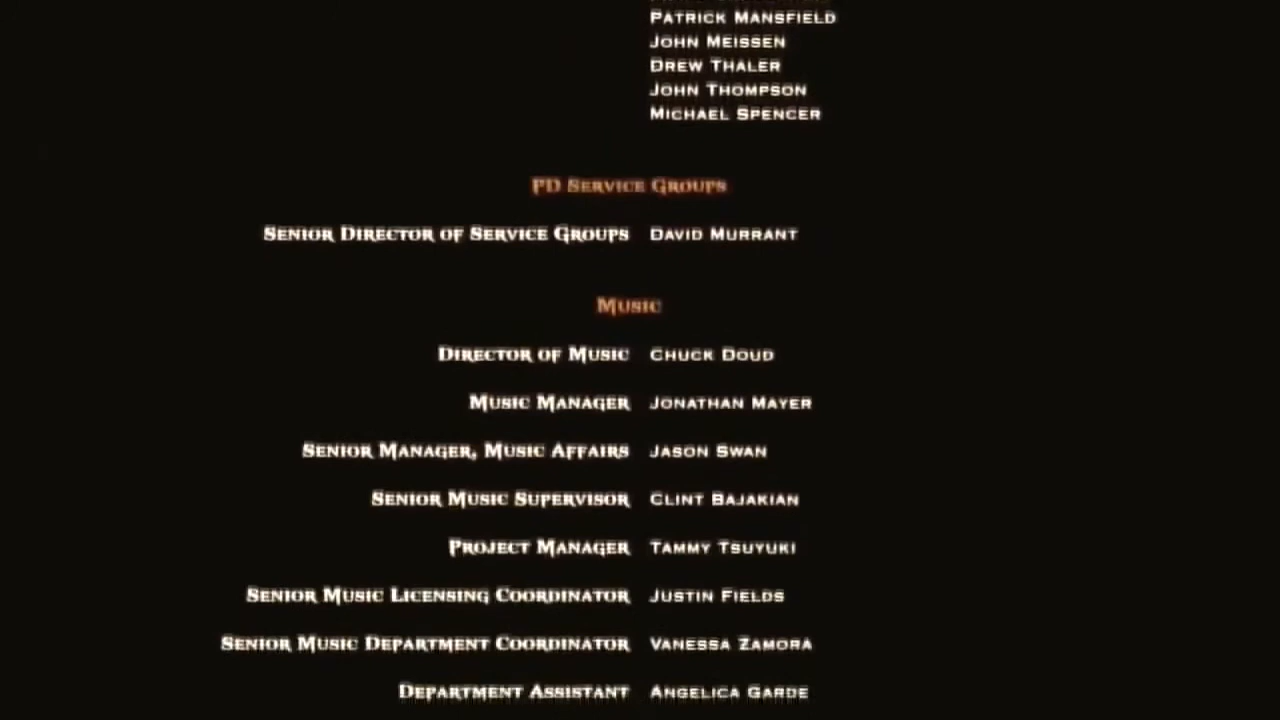 Patrick Mansfield
John Meissen
Drew Thaler
John Thompson
Michael Spencer
PD Service Groups
Senior Director of Service Groups David Murrant
Music
Director of Music Chuck Doud
Music Manager Jonathan Mayer
Senior Manager, Music Affairs Jason Swan
Senior Music Supervisor Clint Bajakian
Project Manager Tammy Tsuyuki
Senior Music Licensing Coordinator Justin Fields
Senior Music Department Coordinator Vanessa Zamora
Department Assistant Angelica Garde